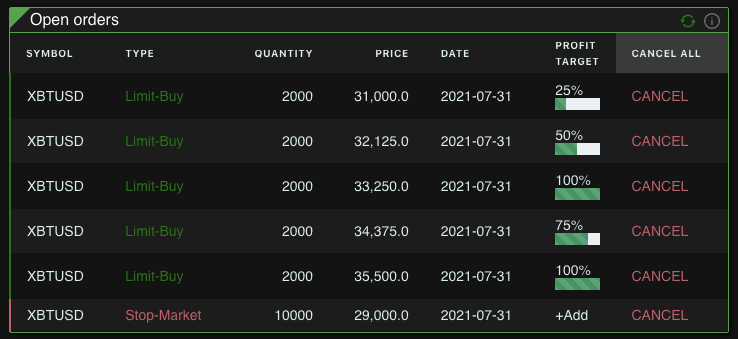 Open orders
SYMBOL TYPE QUANTITY PRICE DATE PROFIT TARGET CANCEL ALL
XBTUSD Limit-Buy 2000 31,000.0 2021-07-31 25% CANCEL
XBTUSD Limit-Buy 2000 32,125.0 2021-07-31 50% CANCEL
XBTUSD Limit-Buy 2000 33,250.0 2021-07-31 100% CANCEL
XBTUSD Limit-Buy 2000 34,375.0 2021-07-31 75% CANCEL
XBTUSD Limit-Buy 2000 35,500.0 2021-07-31 100% CANCEL
XBTUSD Stop-Market 10000 29,000.0 2021-07-31 +Add CANCEL